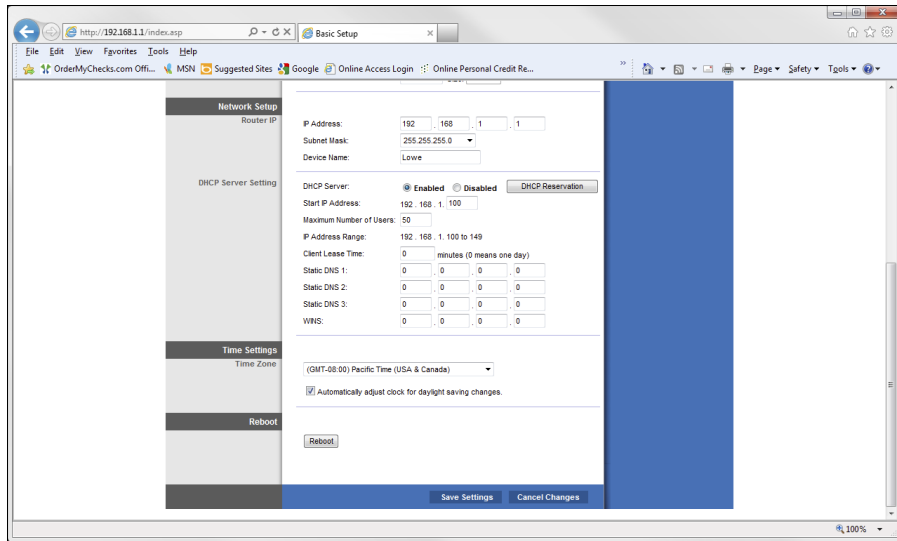 http://192.168.1.1/index.asp
Basic Setup
File Edit View Favorites Tools Help
OrderMyChecks.com Offi... MSN Suggested Sites Google Online Access Login Online Personal Credit Re... » Page Safety Tools
Network Setup
Router IP
IP Address: 192 . 168 . 1 . 1
Subnet Mask: 255.255.255.0
Device Name: Lowe
DHCP Server Setting
DHCP Server: Enabled Disabled DHCP Reservation
Start IP Address: 192 . 168 . 1. 100
Maximum Number of Users: 50
IP Address Range: 192 . 168 . 1. 100 to 149
Client Lease Time: 0 minutes (0 means one day)
Static DNS 1: 0 . 0 . 0 . 0
Static DNS 2: 0 . 0 . 0 . 0
Static DNS 3: 0 . 0 . 0 . 0
WINS: 0 . 0 . 0 . 0
Time Settings
Time Zone
(GMT-08:00) Pacific Time (USA & Canada)
Automatically adjust clock for daylight saving changes.
Reboot
Reboot
Save Settings Cancel Changes
100%